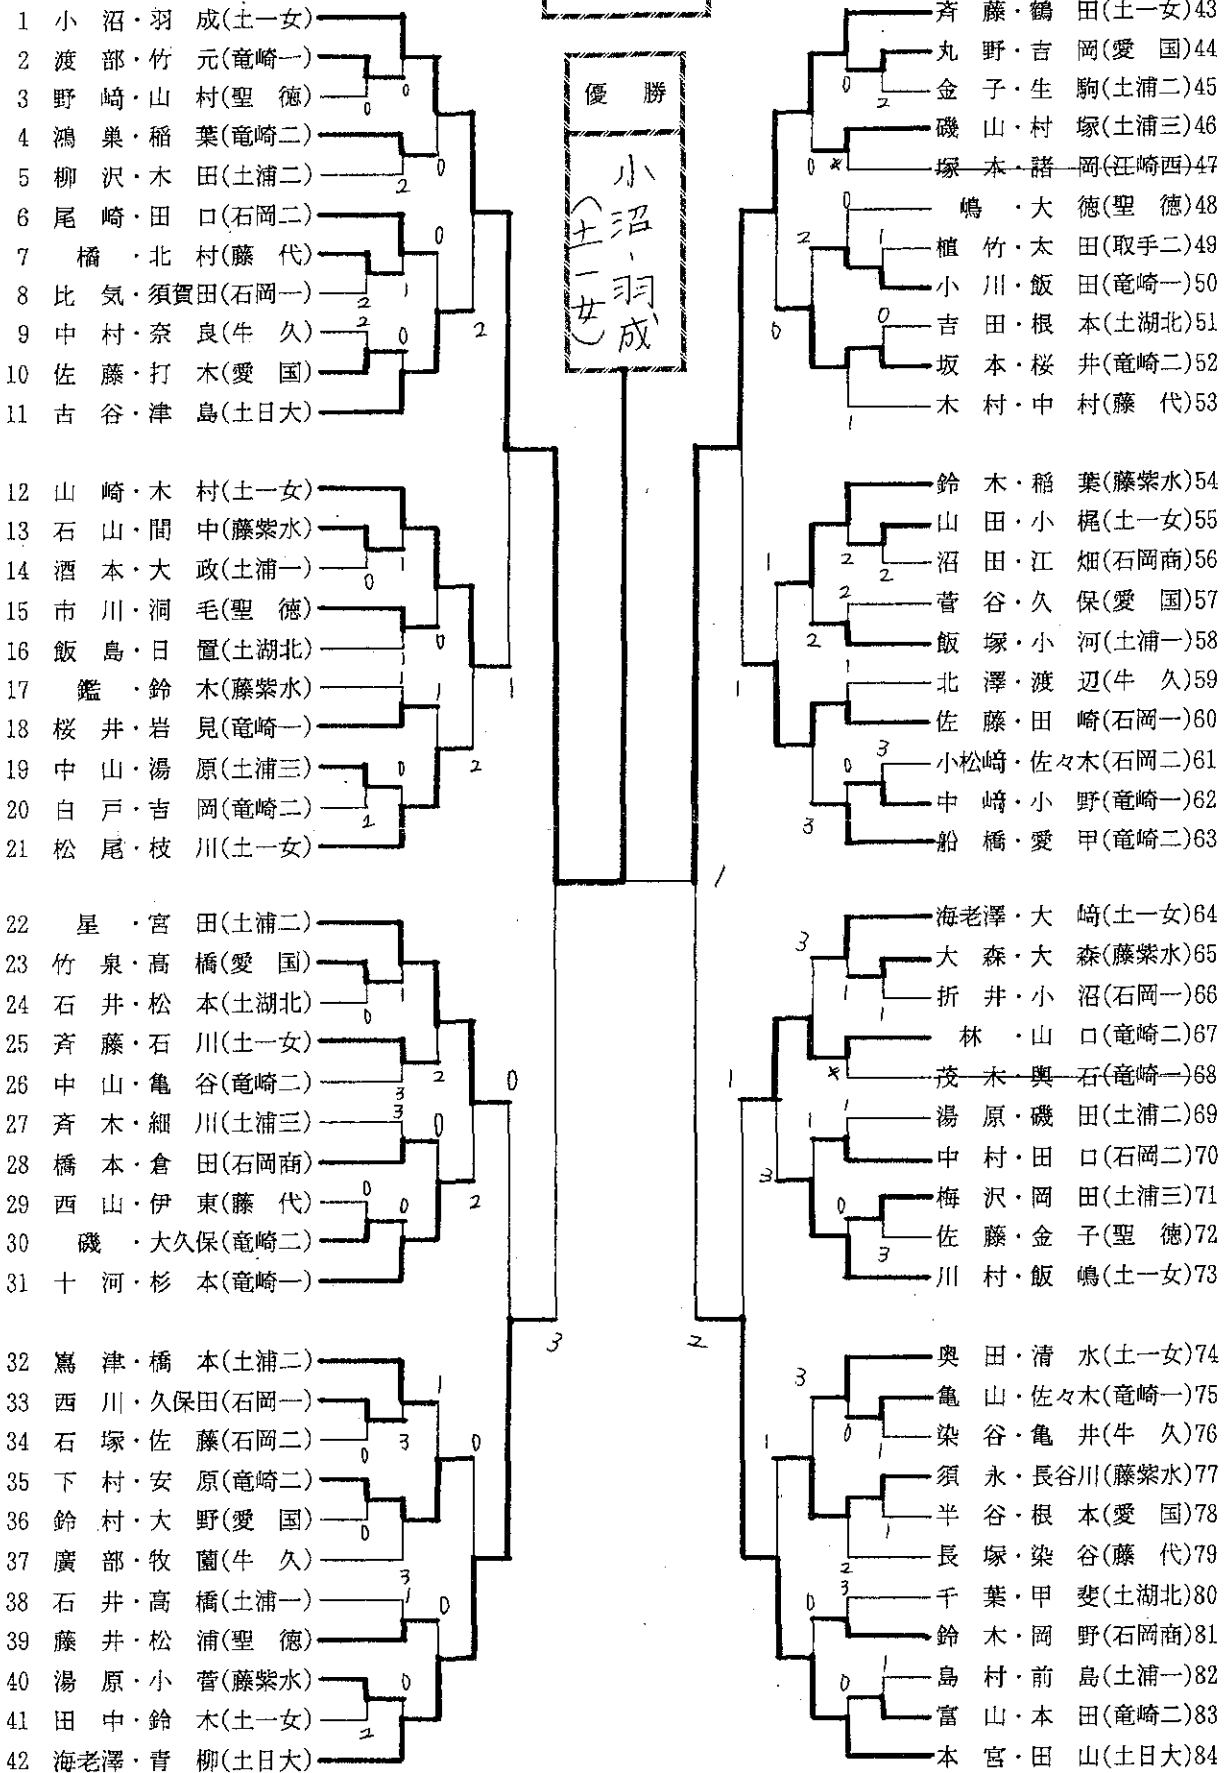 1 小 沼・羽 成(土一女)
2 渡 部・竹 元(竜崎一)
3 野 崎・山 村(聖 徳)
4 鴻 巣・稲 葉(竜崎二)
5 柳 沢・木 田(土浦二)
6 尾 崎・田 口(石岡二)
7 橋 ・北 村(藤 代)
8 比 気・須賀田(石岡一)
9 中 村・奈 良(牛 久)
10 佐 藤・打 木(愛 国)
11 古 谷・津 島(土日大)
12 山 崎・木 村(土一女)
13 石 山・間 中(藤紫水)
14 酒 本・大 政(土浦一)
15 市 川・洞 毛(聖 徳)
16 飯 島・日 置(土湖北)
17 鑑 ・鈴 木(藤紫水)
18 桜 井・岩 見(竜崎一)
19 中 山・湯 原(土浦三)
20 白 戸・吉 岡(竜崎二)
21 松 尾・枝 川(土一女)
22 星 ・宮 田(土浦二)
23 竹 泉・高 橋(愛 国)
24 石 井・松 本(土湖北)
25 斉 藤・石 川(土一女)
26 中 山・亀 谷(竜崎二)
27 斉 木・細 川(土浦三)
28 橋 本・倉 田(石岡商)
29 西 山・伊 東(藤 代)
30 磯 ・大久保(竜崎二)
31 十 河・杉 本(竜崎一)
32 嶌 津・橋 本(土浦二)
33 西 川・久保田(石岡一)
34 石 塚・佐 藤(石岡二)
35 下 村・安 原(竜崎二)
36 鈴 村・大 野(愛 国)
37 廣 部・牧 園(牛 久)
38 石 井・高 橋(土浦一)
39 藤 井・松 浦(聖 徳)
40 湯 原・小 菅(藤紫水)
41 田 中・鈴 木(土一女)
42 海老澤・青 柳(土日大)
優 勝
小沼・羽成
(土一女)
斉 藤・鶴 田(土一女)43
丸 野・吉 岡(愛 国)44
金 子・生 駒(土浦二)45
磯 山・村 塚(土浦三)46
塚 本・諸 岡(江崎西)47
嶋 ・大 徳(聖 徳)48
植 竹・太 田(取手二)49
小 川・飯 田(竜崎一)50
吉 田・根 本(土湖北)51
坂 本・桜 井(竜崎二)52
木 村・中 村(藤 代)53
鈴 木・稲 葉(藤紫水)54
山 田・小 梶(土一女)55
沼 田・江 畑(石岡商)56
菅 谷・久 保(愛 国)57
飯 塚・小 河(土浦一)58
北 澤・渡 辺(牛 久)59
佐 藤・田 崎(石岡一)60
小松崎・佐々木(石岡二)61
中 崎・小 野(竜崎一)62
船 橋・愛 甲(竜崎二)63
海老澤・大 崎(土一女)64
大 森・大 森(藤紫水)65
折 井・小 沼(石岡一)66
林 ・山 口(竜崎二)67
茂 木・興 石(竜崎一)68
湯 原・磯 田(土浦二)69
中 村・田 口(石岡二)70
梅 沢・岡 田(土浦三)71
佐 藤・金 子(聖 徳)72
川 村・飯 嶋(土一女)73
奥 田・清 水(土一女)74
亀 山・佐々木(竜崎一)75
染 谷・亀 井(牛 久)76
須 永・長谷川(藤紫水)77
半 谷・根 本(愛 国)78
長 塚・染 谷(藤 代)79
千 葉・甲 斐(土湖北)80
鈴 木・岡 野(石岡商)81
島 村・前 島(土浦一)82
富 山・本 田(竜崎二)83
本 宮・田 山(土日大)84